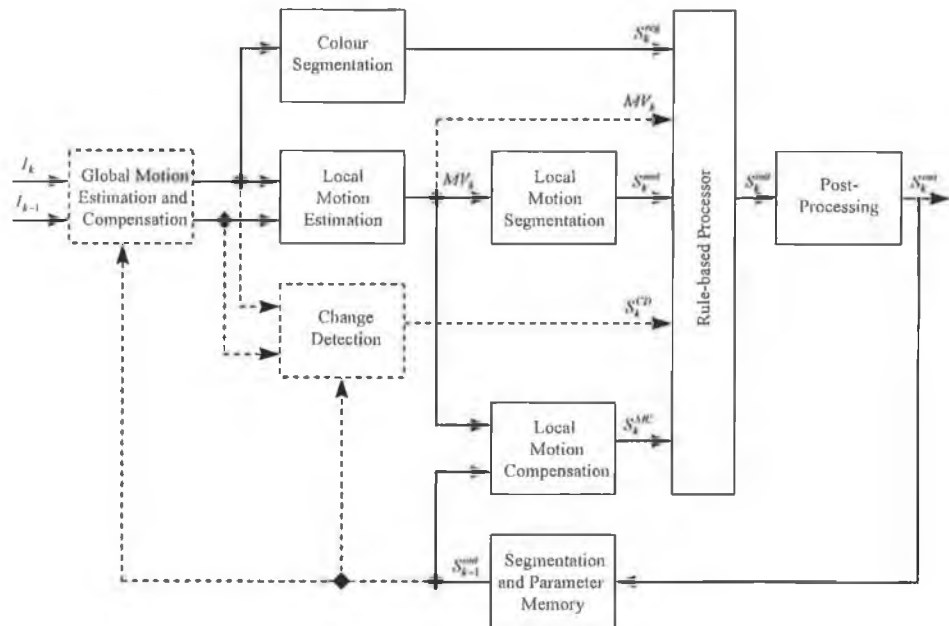 Colour
Segmentation
S_k^{reg}
MV_k
I_k
I_{k-1}
Global Motion
Estimation and
Compensation
Local
Motion
Estimation
MV_k
Local
Motion
Segmentation
S_k^{mot}
Rule-based Processor
S_k^{out}
Post-
Processing
S_k^{out}
Change
Detection
S_k^{CD}
Local
Motion
Compensation
S_k^{MC}
S_{k-1}^{out}
Segmentation
and Parameter
Memory